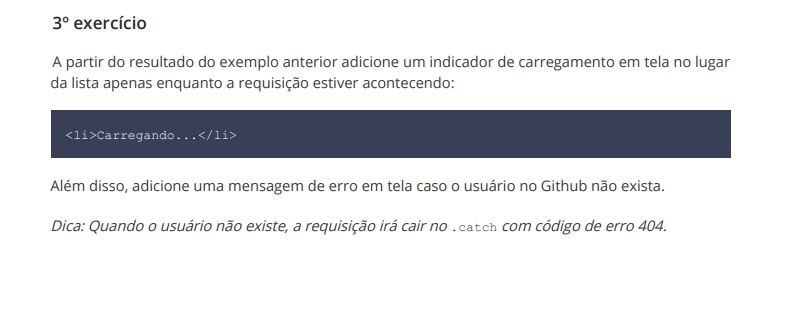 3º exercício
A partir do resultado do exemplo anterior adicione um indicador de carregamento em tela no lugar
da lista apenas enquanto a requisição estiver acontecendo:
<li>Carregando...</li>
Além disso, adicione uma mensagem de erro em tela caso o usuário no Github não exista.
Dica: Quando o usuário não existe, a requisição irá cair no .catch com código de erro 404.